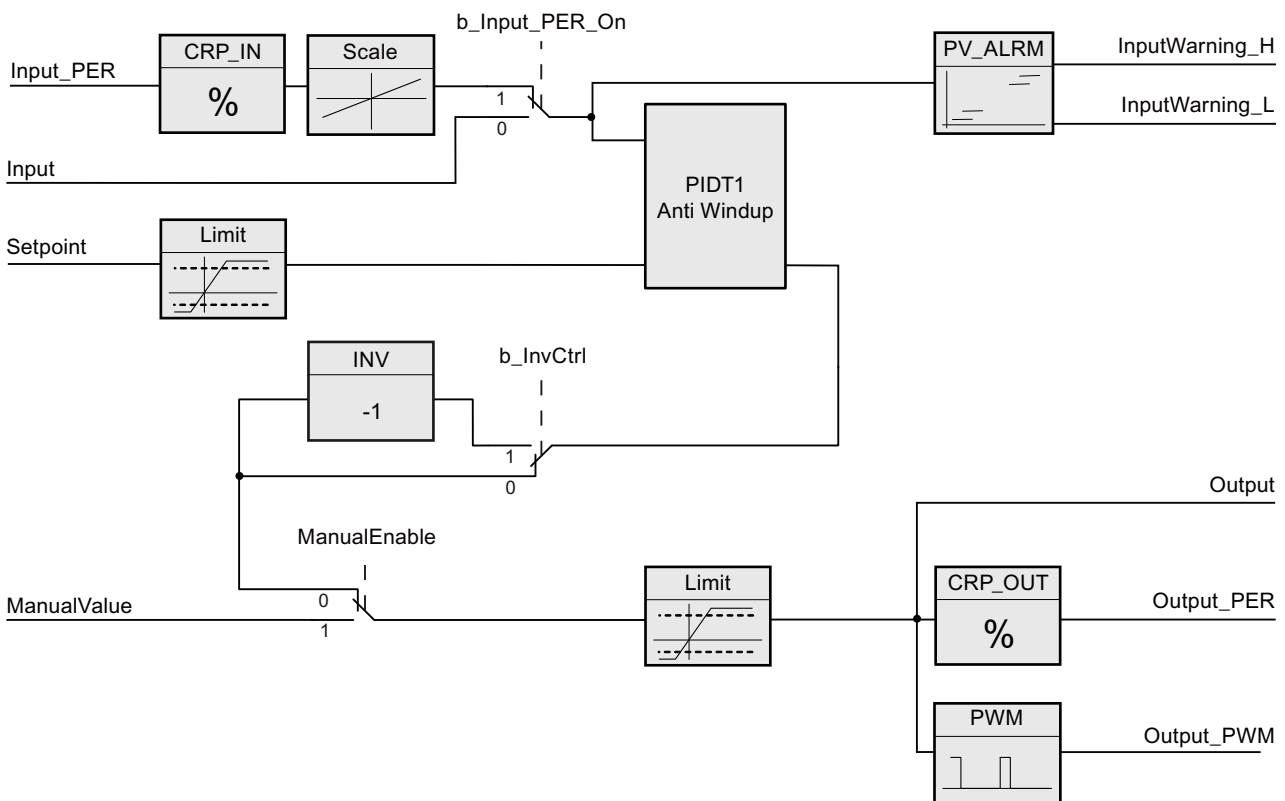 b_Input_PER_On
CRP_IN
Scale
PV_ALRM
InputWarning_H
Input_PER
%
1
0
InputWarning_L
Input
PIDT1
Anti Windup
Setpoint
Limit
INV
-1
b_InvCtrl
1
0
Output
ManualEnable
ManualValue
0
1
Limit
CRP_OUT
%
Output_PER
PWM
Output_PWM